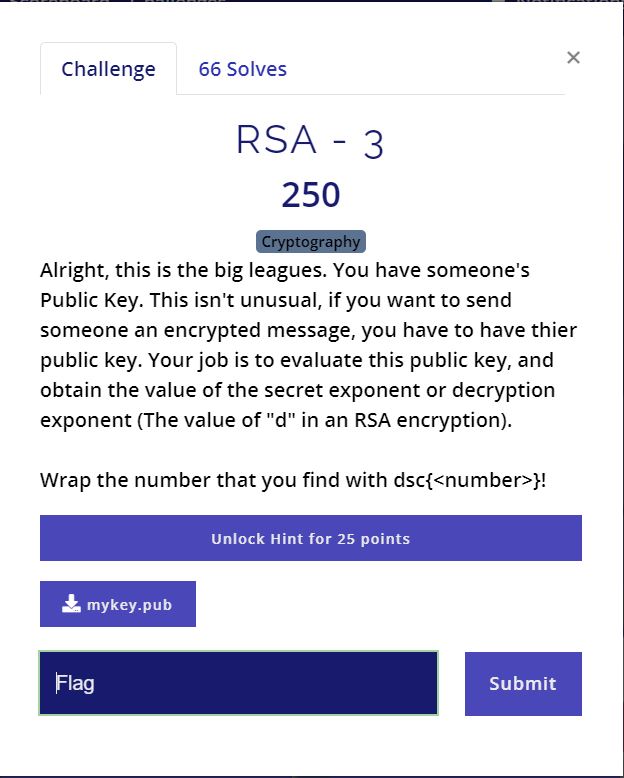 Challenge
66 Solves
×
RSA - 3
250
Cryptography
Alright, this is the big leagues. You have someone's
Public Key. This isn't unusual, if you want to send
someone an encrypted message, you have to have thier
public key. Your job is to evaluate this public key, and
obtain the value of the secret exponent or decryption
exponent (The value of "d" in an RSA encryption).
Wrap the number that you find with dsc{<number>}!
Unlock Hint for 25 points
mykey.pub
Flag
Submit